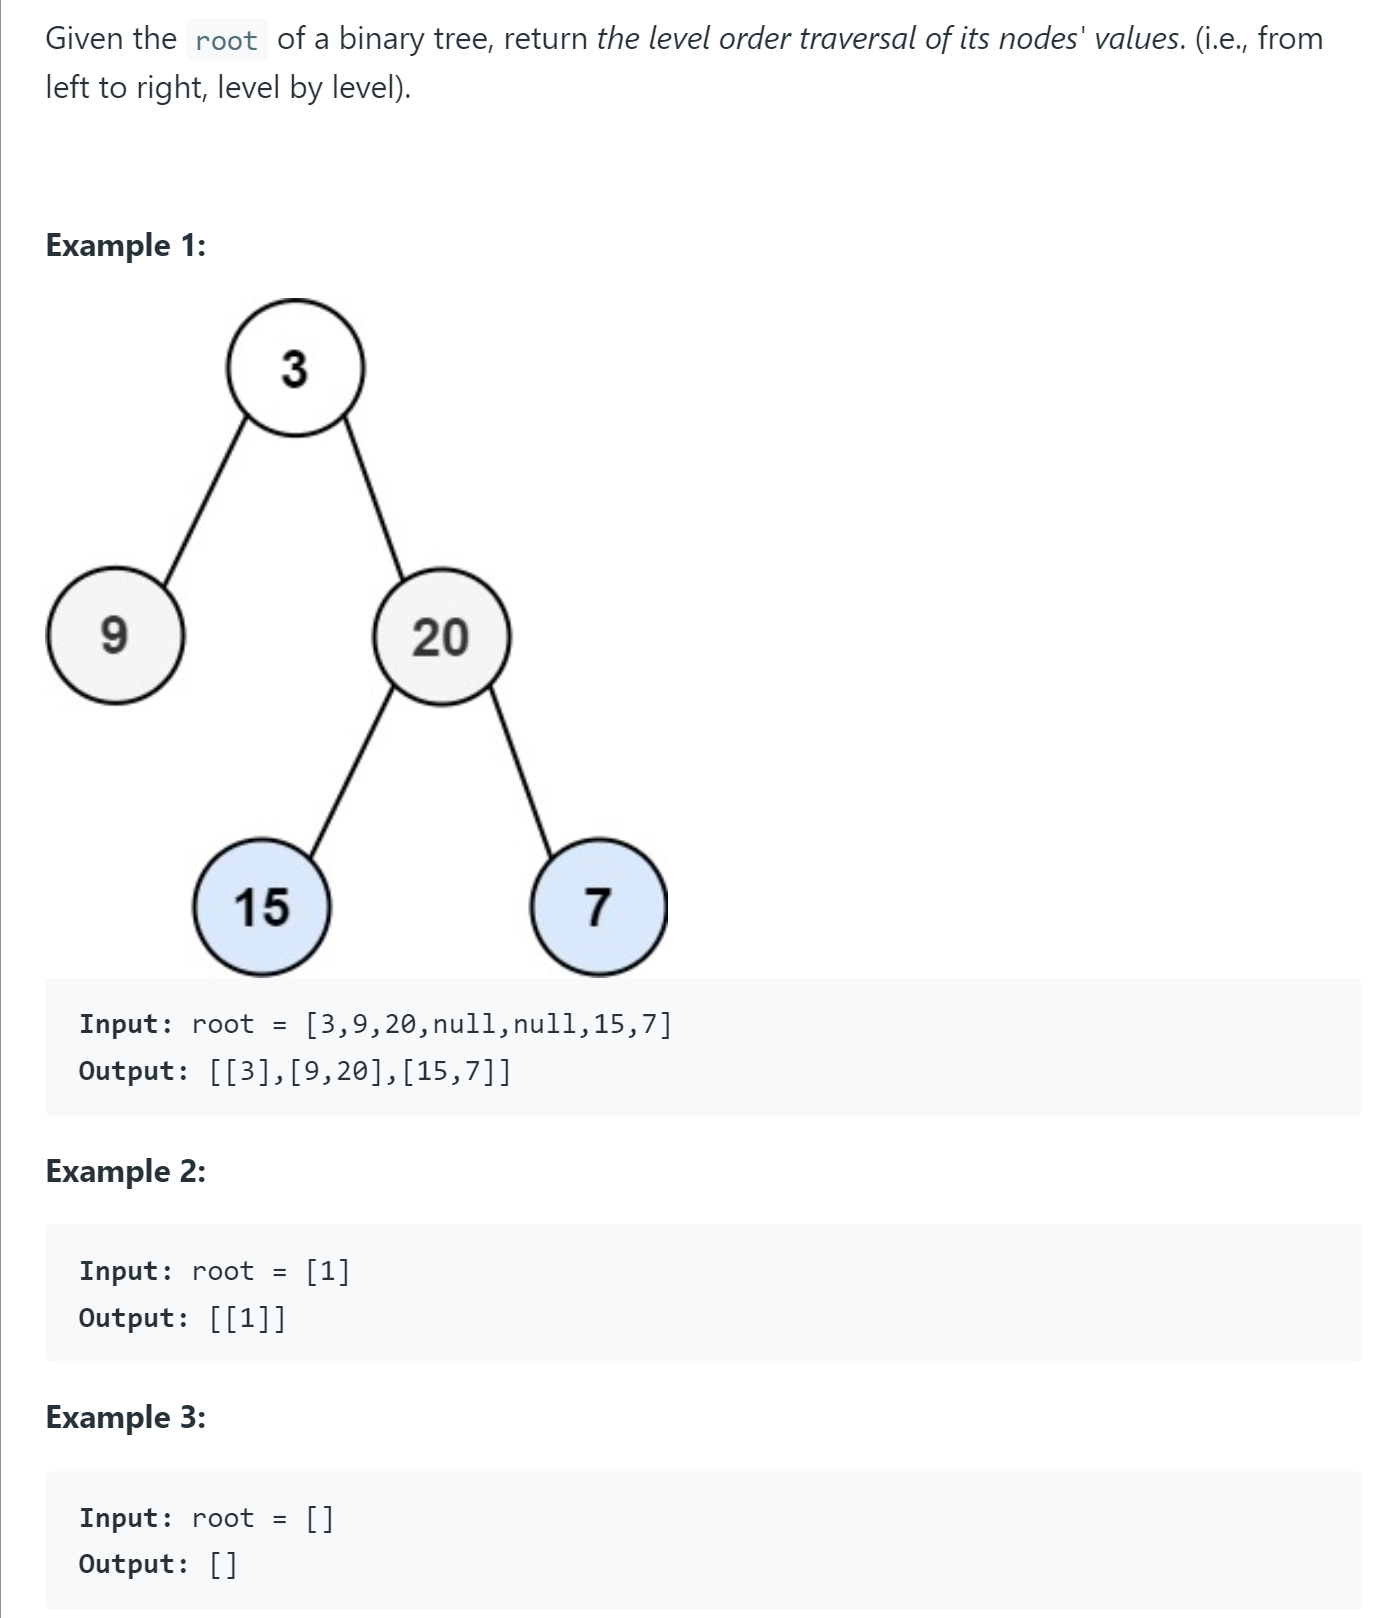 Given the root of a binary tree, return the level order traversal of its nodes' values. (i.e., from
left to right, level by level).
Example 1:
3
9
20
15
7
Input: root = [3,9,20,null,null,15,7]
Output: [[3],[9,20],[15,7]]
Example 2:
Input: root = [1]
Output: [[1]]
Example 3:
Input: root = []
Output: []